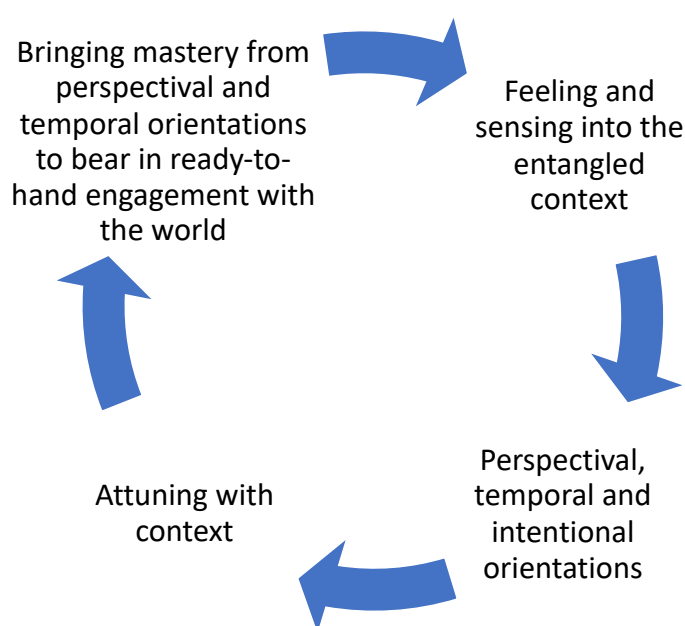 Bringing mastery from
perspectival and
temporal orientations
to bear in ready-to-
hand engagement with
the world
Feeling and
sensing into the
entangled
context
Perspectival,
temporal and
intentional
orientations
Attuning with
context